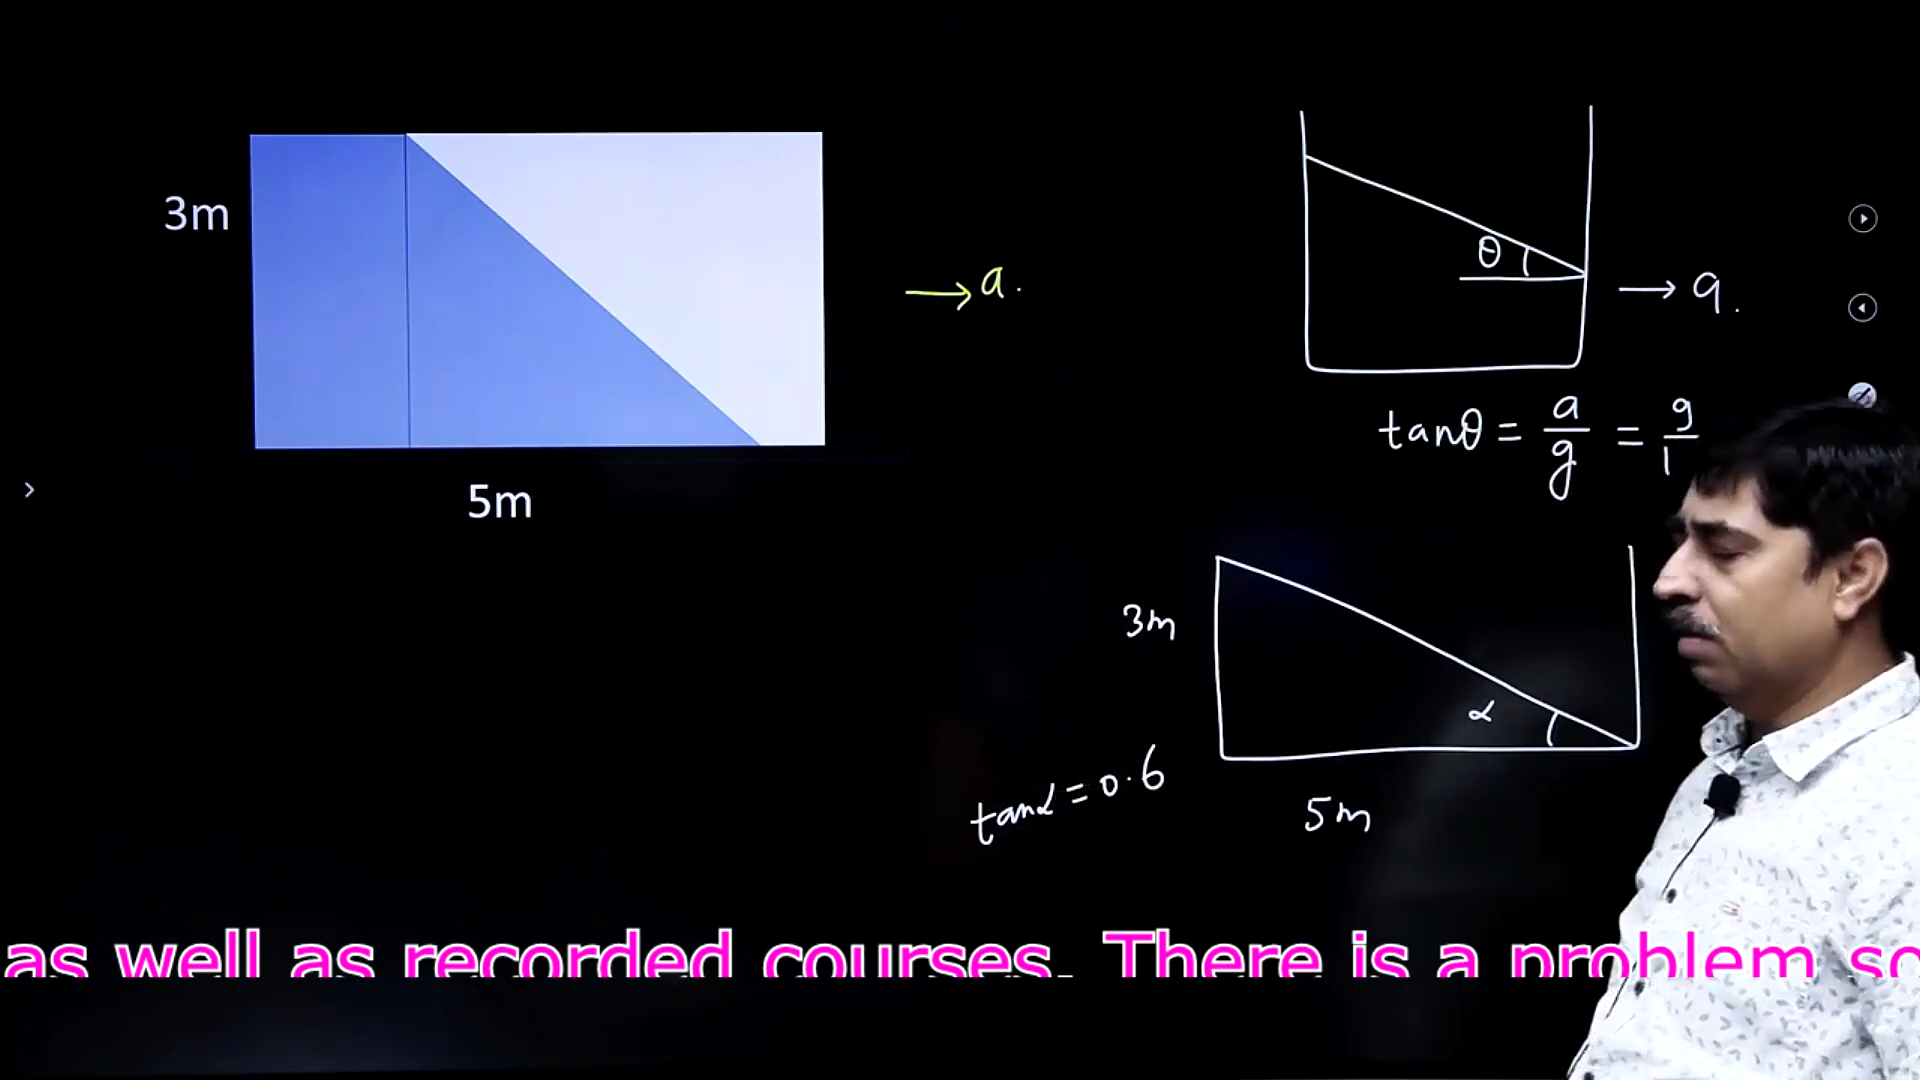 3m
5m
→ a.
θ
→ a.
tanθ = a/g = 9/1
3m
α
5m
tanα = 0.6
as well as recorded courses. There is a problem so